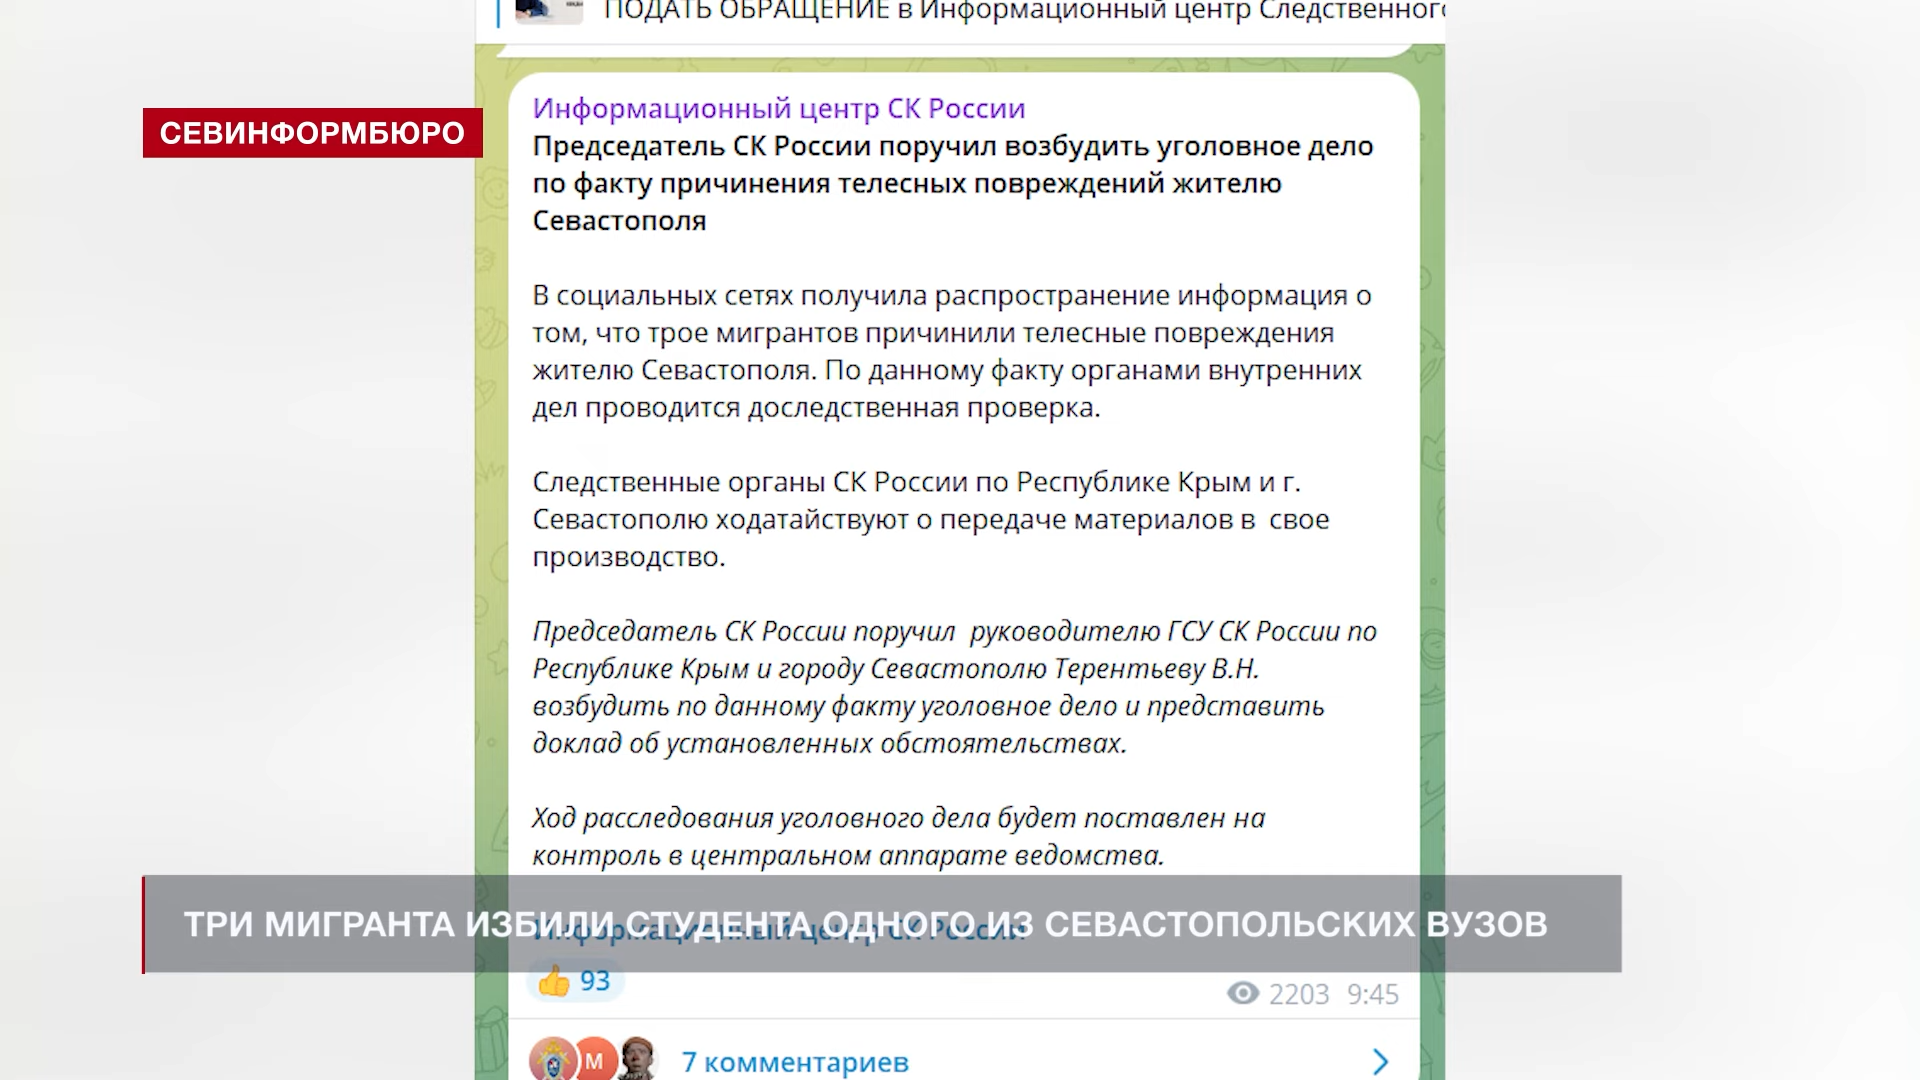 ПОДАТЬ ОБРАЩЕНИЕ в Информационный центр Следственного
СЕВИНФОРМБЮРО
Информационный центр СК России
Председатель СК России поручил возбудить уголовное дело
по факту причинения телесных повреждений жителю
Севастополя
В социальных сетях получила распространение информация о
том, что трое мигрантов причинили телесные повреждения
жителю Севастополя. По данному факту органами внутренних
дел проводится доследственная проверка.
Следственные органы СК России по Республике Крым и г.
Севастополю ходатайствуют о передаче материалов в  свое
производство.
Председатель СК России поручил  руководителю ГСУ СК России по
Республике Крым и городу Севастополю Терентьеву В.Н.
возбудить по данному факту уголовное дело и представить
доклад об установленных обстоятельствах.
Ход расследования уголовного дела будет поставлен на
контроль в центральном аппарате ведомства.
Информационный центр СК России
ТРИ МИГРАНТА ИЗБИЛИ СТУДЕНТА ОДНОГО ИЗ СЕВАСТОПОЛЬСКИХ ВУЗОВ
93
2203 9:45
М
7 комментариев